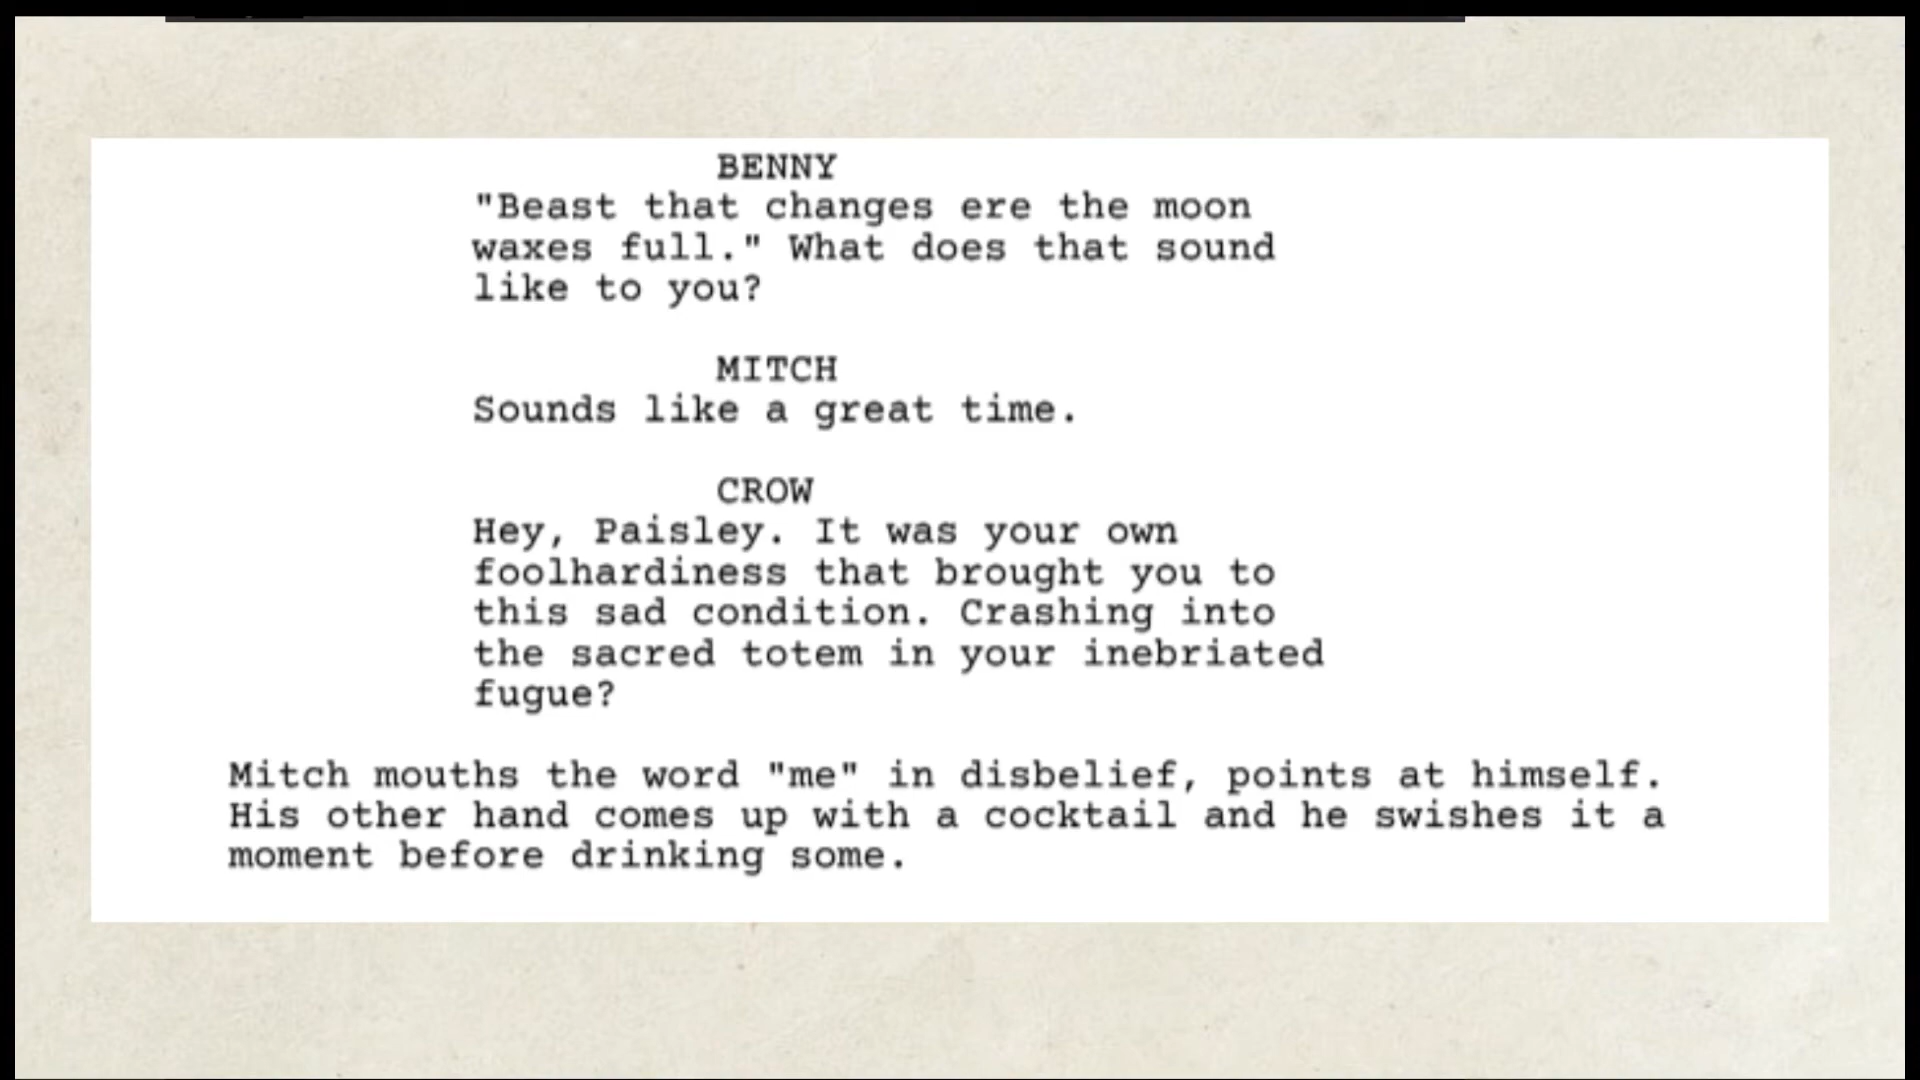 BENNY
"Beast that changes ere the moon
waxes full." What does that sound
like to you?
MITCH
Sounds like a great time.
CROW
Hey, Paisley. It was your own
foolhardiness that brought you to
this sad condition. Crashing into
the sacred totem in your inebriated
fugue?
Mitch mouths the word "me" in disbelief, points at himself.
His other hand comes up with a cocktail and he swishes it a
moment before drinking some.